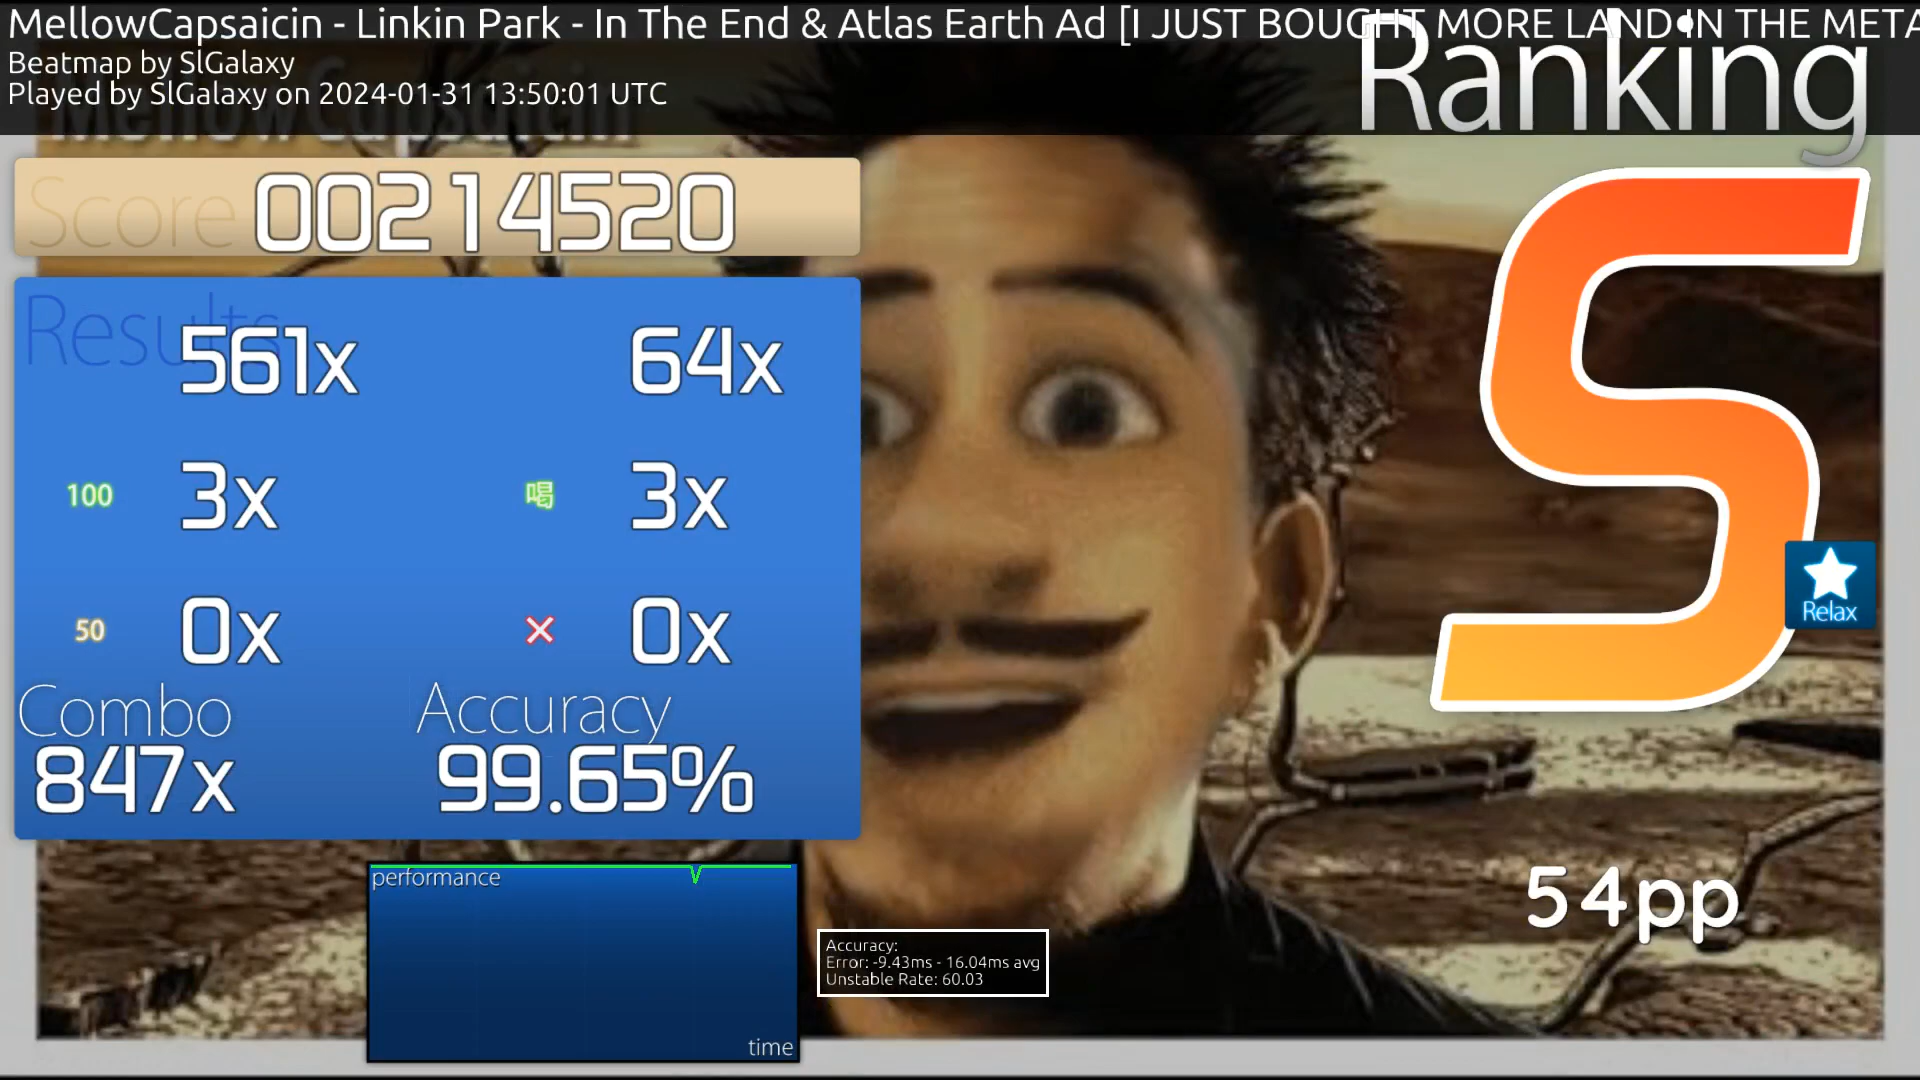 MellowCapsaicin - Linkin Park - In The End & Atlas Earth Ad [I JUST BOUGHT MORE LAND IN THE META
Beatmap by SlGalaxy
Played by SlGalaxy on 2024-01-31 13:50:01 UTC
Ranking
MellowCapsaicin
Score 00214520
Results
561x 64x
100 3x 喝 3x
50 0x 0x
Relax
Combo Accuracy
847x 99.65%
performance
time
54pp
Accuracy:
Error: -9.43ms - 16.04ms avg
Unstable Rate: 60.03